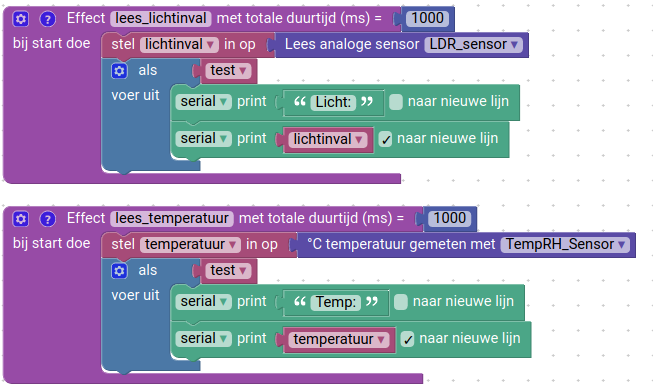 Effect lees_lichtinval met totale duurtijd (ms) = 1000
bij start doe stel lichtinval in op Lees analoge sensor LDR_sensor
als test
voer uit serial print “ Licht: ” naar nieuwe lijn
serial print lichtinval naar nieuwe lijn
Effect lees_temperatuur met totale duurtijd (ms) = 1000
bij start doe stel temperatuur in op °C temperatuur gemeten met TempRH_Sensor
als test
voer uit serial print “ Temp: ” naar nieuwe lijn
serial print temperatuur naar nieuwe lijn